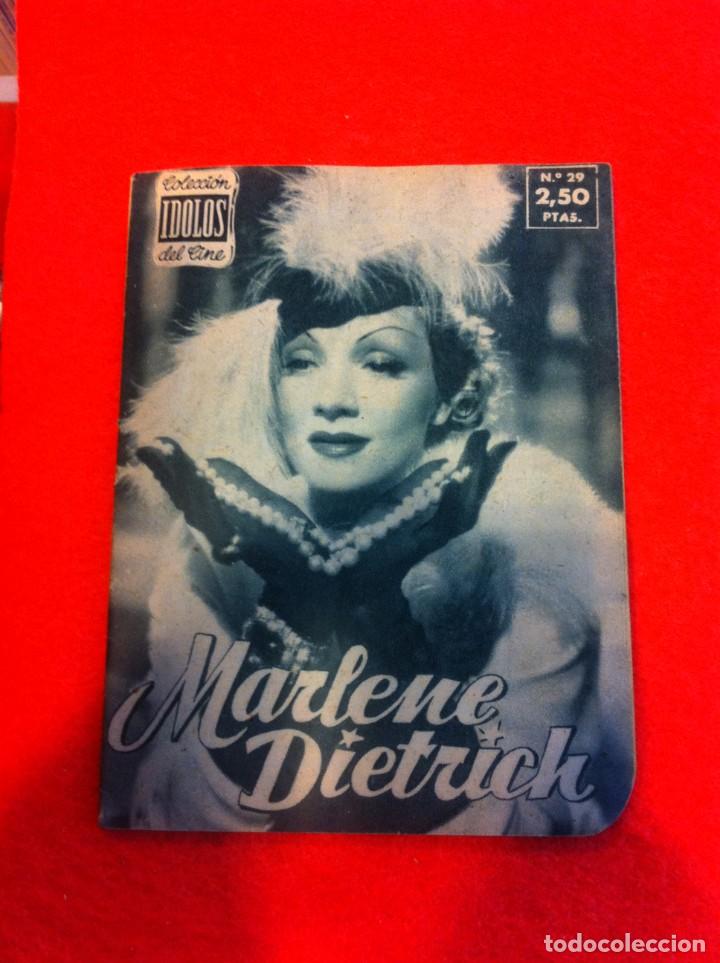 Colección
IDOLOS
del Cine
N.º 29
2,50
PTAS.
Marlene
Dietrich
todocoleccion